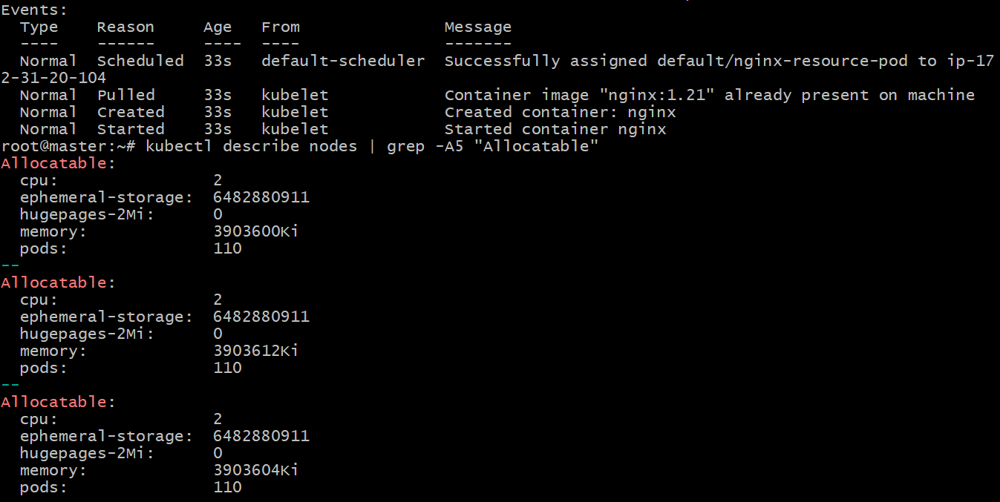 Events:
  Type    Reason     Age   From               Message
  ----    ------     ----  ----               -------
  Normal  Scheduled  33s   default-scheduler  Successfully assigned default/nginx-resource-pod to ip-17
2-31-20-104
  Normal  Pulled     33s   kubelet            Container image "nginx:1.21" already present on machine
  Normal  Created    33s   kubelet            Created container: nginx
  Normal  Started    33s   kubelet            Started container nginx
root@master:~# kubectl describe nodes | grep -A5 "Allocatable"
Allocatable:
  cpu:                2
  ephemeral-storage:  6482880911
  hugepages-2Mi:      0
  memory:             3903600Ki
  pods:               110
--
Allocatable:
  cpu:                2
  ephemeral-storage:  6482880911
  hugepages-2Mi:      0
  memory:             3903612Ki
  pods:               110
--
Allocatable:
  cpu:                2
  ephemeral-storage:  6482880911
  hugepages-2Mi:      0
  memory:             3903604Ki
  pods:               110